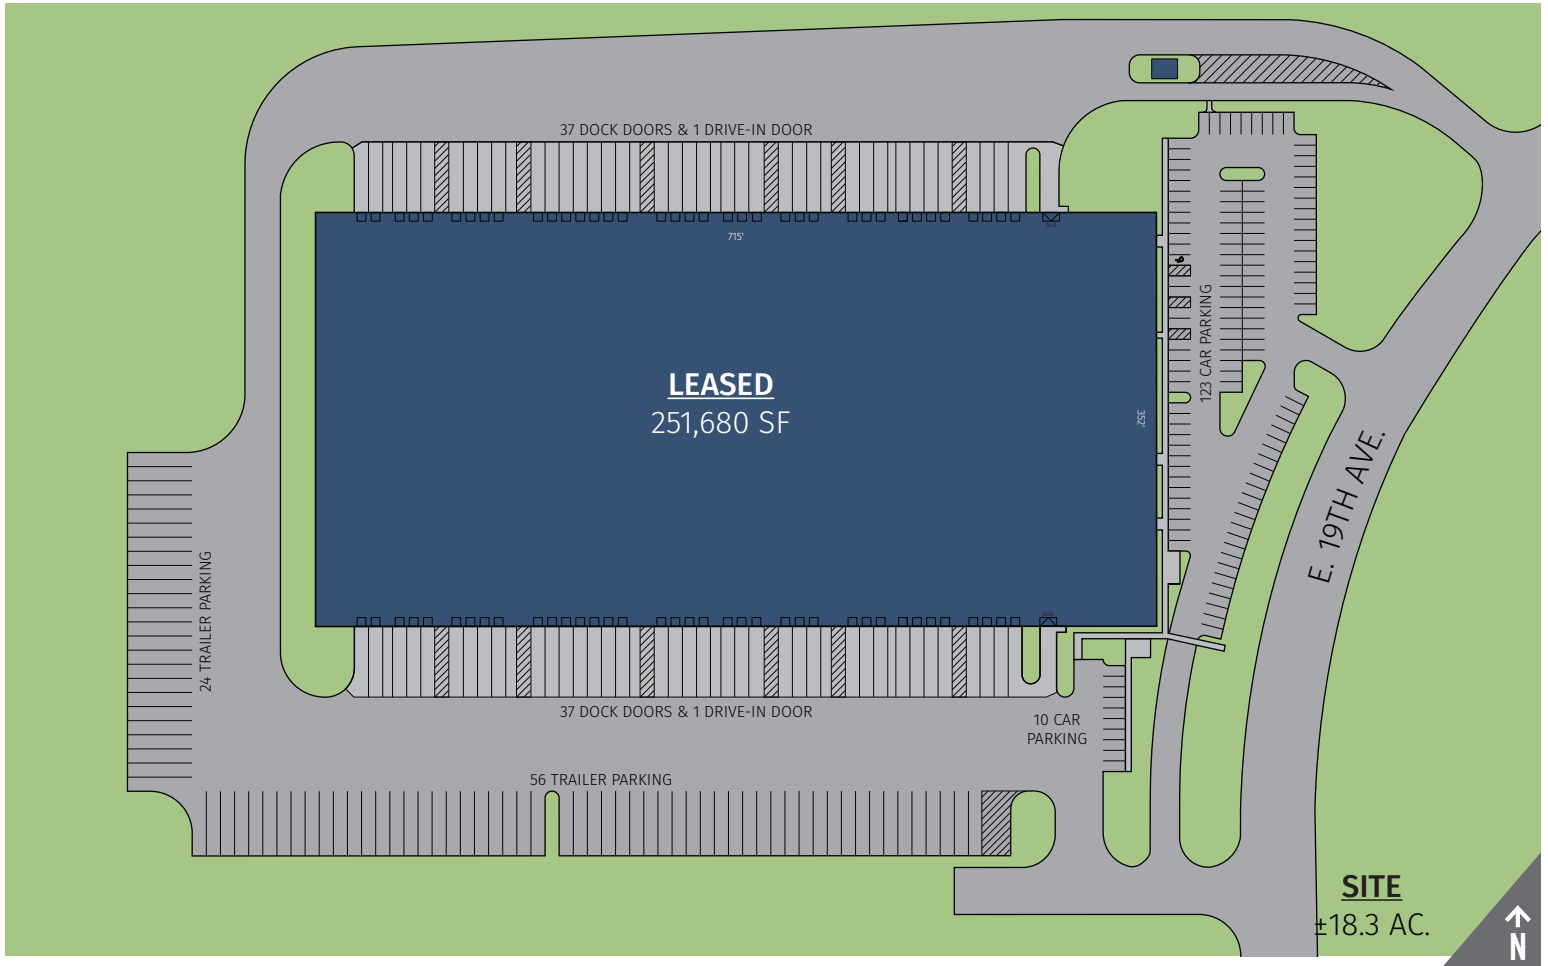 37 DOCK DOORS & 1 DRIVE-IN DOOR
715'
LEASED
251,680 SF
352'
123 CAR PARKING
E. 19TH AVE.
24 TRAILER PARKING
37 DOCK DOORS & 1 DRIVE-IN DOOR
10 CAR
PARKING
56 TRAILER PARKING
SITE
±18.3 AC.
N